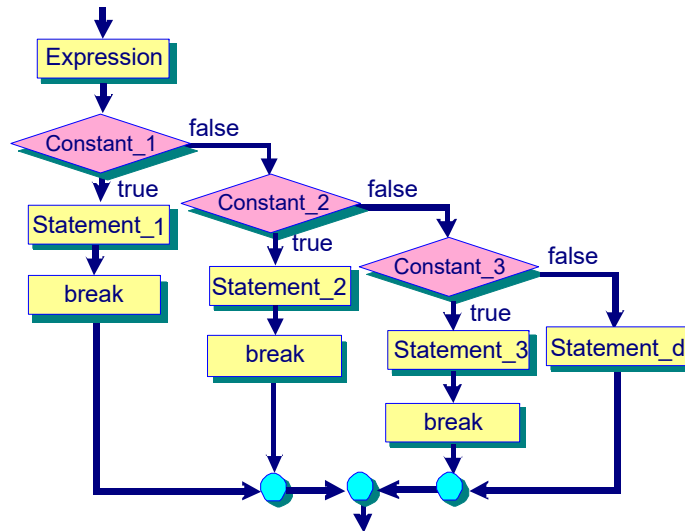 Expression
Constant_1
false
true
Statement_1
break
Constant_2
false
true
Statement_2
break
Constant_3
false
true
Statement_3
break
Statement_d